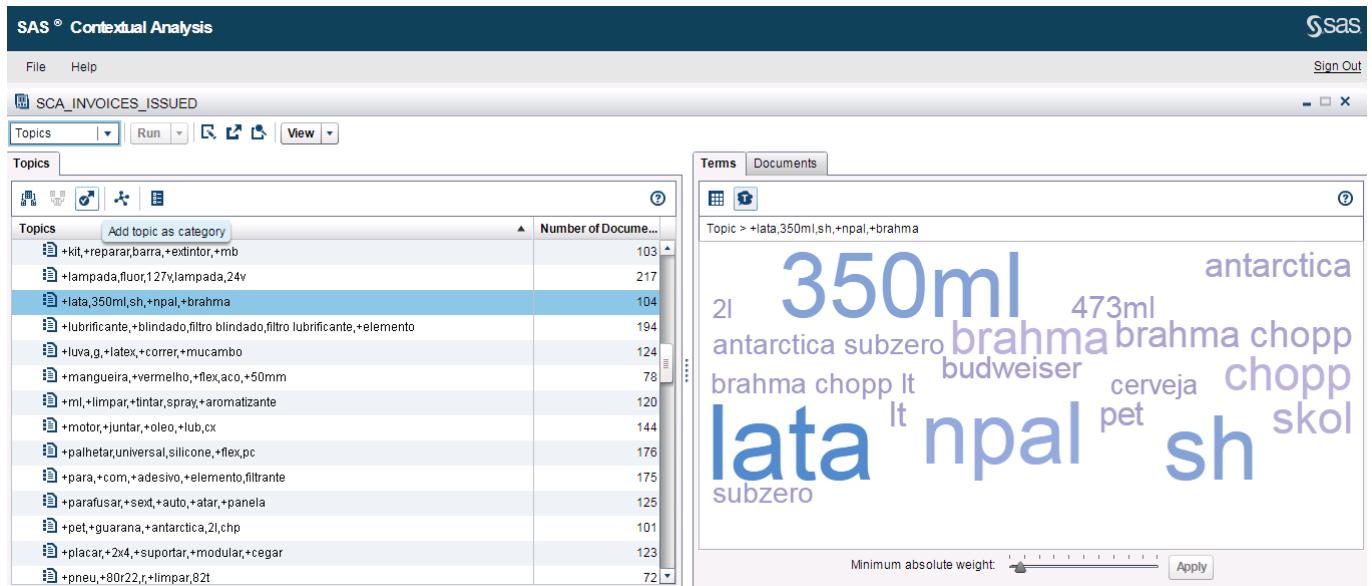 SAS ® Contextual Analysis
sas
File Help
Sign Out
SCA_INVOICES_ISSUED
Topics Run View
Topics
Terms Documents
Add topic as category
Topics Number of Docume...
+kit,+reparar,barra,+extintor,+mb 103
+lampada,fluor,127v,lampada,24v 217
+lata,350ml,sh,+npal,+brahma 104
+lubrificante,+blindado,filtro blindado,filtro lubrificante,+elemento 194
+luva,g,+latex,+correr,+mucambo 124
+mangueira,+vermelho,+flex,aco,+50mm 78
+ml,+limpar,+tintar,spray,+aromatizante 120
+motor,+juntar,+oleo,+lub,cx 144
+palhetar,universal,silicone,+flex,pc 176
+para,+com,+adesivo,+elemento,filtrante 175
+parafusar,+sext,+auto,+atar,+panela 125
+pet,+guarana,+antarctica,2l,chp 101
+placar,+2x4,+suportar,+modular,+cegar 123
+pneu,+80r22,r,+limpar,82t 72
Topic > +lata,350ml,sh,+npal,+brahma
350ml antarctica
2l 473ml
antarctica subzero brahma brahma chopp
brahma chopp lt budweiser cerveja chopp
lata lt npal pet sh skol
subzero
Minimum absolute weight: Apply